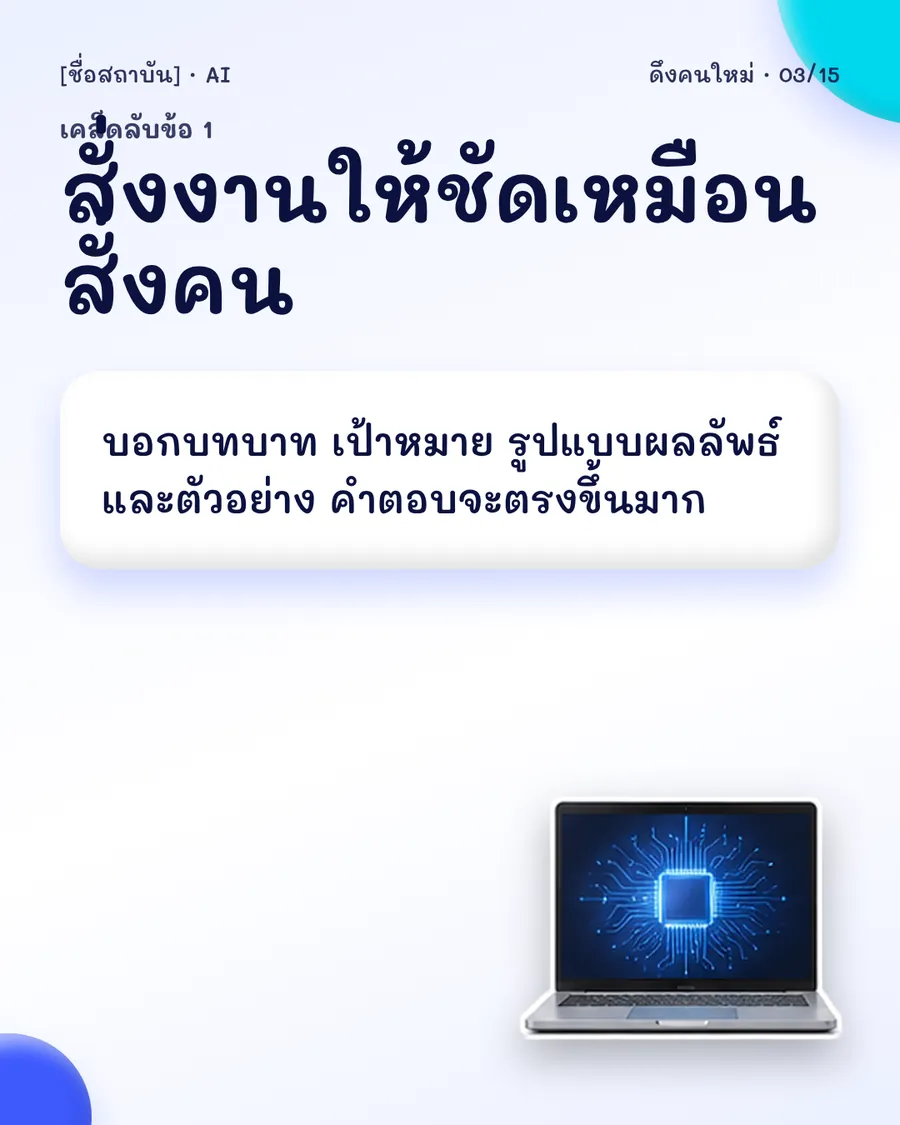 [ชื่อสถาบัน] · AI
ดึงคนใหม่ · 03/15
เคล็ดลับข้อ 1
สั่งงานให้ชัดเหมือน
สั่งคน
บอกบทบาท เป้าหมาย รูปแบบผลลัพธ์
และตัวอย่าง คำตอบจะตรงขึ้นมาก